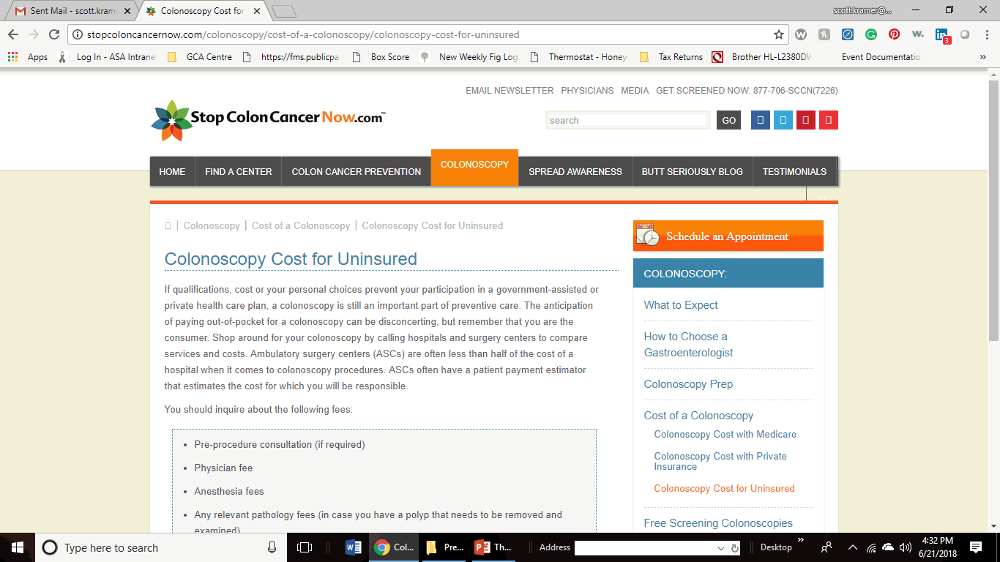 Sent Mail - scott.kram
Colonoscopy Cost for
scott.kramer@...
stopcoloncancernow.com/colonoscopy/cost-of-a-colonoscopy/colonoscopy-cost-for-uninsured
3
Apps Log In - ASA Intrane GCA Centre https://fms.publicpa Box Score New Weekly Fig Log Thermostat - Honey Tax Returns Brother HL-L2380DW Event Documentatio »
EMAIL NEWSLETTER PHYSICIANS MEDIA GET SCREENED NOW: 877-706-SCCN(7226)
Stop Colon Cancer Now.com™
search GO
HOME FIND A CENTER COLON CANCER PREVENTION COLONOSCOPY SPREAD AWARENESS BUTT SERIOUSLY BLOG TESTIMONIALS
| Colonoscopy | Cost of a Colonoscopy | Colonoscopy Cost for Uninsured
Colonoscopy Cost for Uninsured
If qualifications, cost or your personal choices prevent your participation in a government-assisted or
private health care plan, a colonoscopy is still an important part of preventive care. The anticipation
of paying out-of-pocket for a colonoscopy can be disconcerting, but remember that you are the
consumer. Shop around for your colonoscopy by calling hospitals and surgery centers to compare
services and costs. Ambulatory surgery centers (ASCs) are often less than half of the cost of a
hospital when it comes to colonoscopy procedures. ASCs often have a patient payment estimator
that estimates the cost for which you will be responsible.
You should inquire about the following fees:
• Pre-procedure consultation (if required)
• Physician fee
• Anesthesia fees
• Any relevant pathology fees (in case you have a polyp that needs to be removed and
examined)
Schedule an Appointment
COLONOSCOPY:
What to Expect
How to Choose a
Gastroenterologist
Colonoscopy Prep
Cost of a Colonoscopy
Colonoscopy Cost with Medicare
Colonoscopy Cost with Private
Insurance
Colonoscopy Cost for Uninsured
Free Screening Colonoscopies
Type here to search
Col...
Pre...
Th...
Address
Desktop »
4:32 PM
6/21/2018